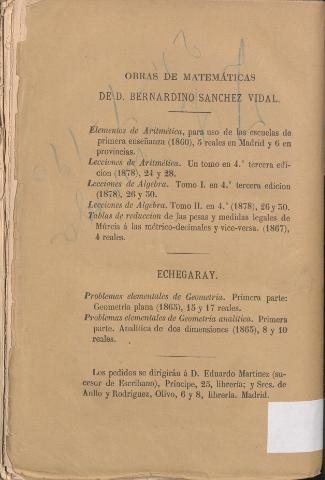 OBRAS DE MATEMÁTICAS
DE D. BERNARDINO SANCHEZ VIDAL.
Elementos de Aritmética, para uso de las escuelas de
primera enseñanza (1860), 5 reales en Madrid y 6 en
provincias.
Lecciones de Aritmética. Un tomo en 4.° tercera edi-
cion (1878), 24 y 28.
Lecciones de Algebra. Tomo I. en 4.° tercera edicion
(1878), 26 y 30.
Lecciones de Algebra. Tomo II. en 4.° (1878), 26 y 30.
Tablas de reduccion de las pesas y medidas legales de
Múrcia á las métrico-decimales y vice-versa. (1867),
4 reales.
ECHEGARAY.
Problemas elementales de Geometría. Primera parte:
Geometría plana (1865), 15 y 17 reales.
Problemas elementales de Geometría analítica. Primera
parte. Analítica de dos dimensiones (1865), 8 y 10
reales.
Los pedidos se dirigirán á D. Eduardo Martinez (su-
cesor de Escribano), Príncipe, 25, librería; y Sres. de
Anllo y Rodriguez, Olivo, 6 y 8, librería. Madrid.